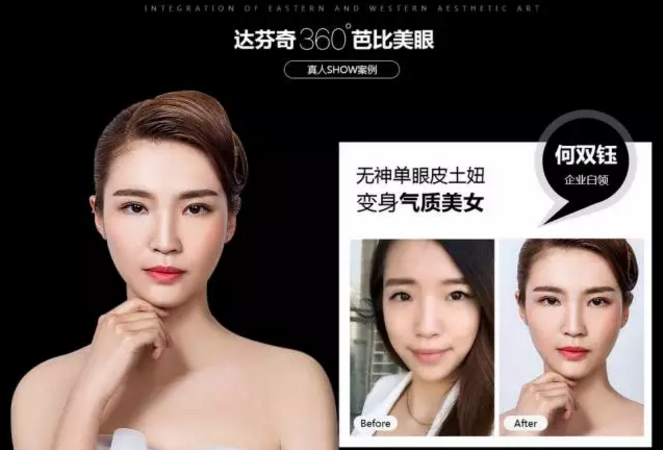 INTEGRATION OF EASTERN AND WESTERN AESTHETIC ART
达芬奇360°芭比美眼
真人SHOW案例
何双钰
企业白领
无神单眼皮土妞
变身气质美女
Before
After